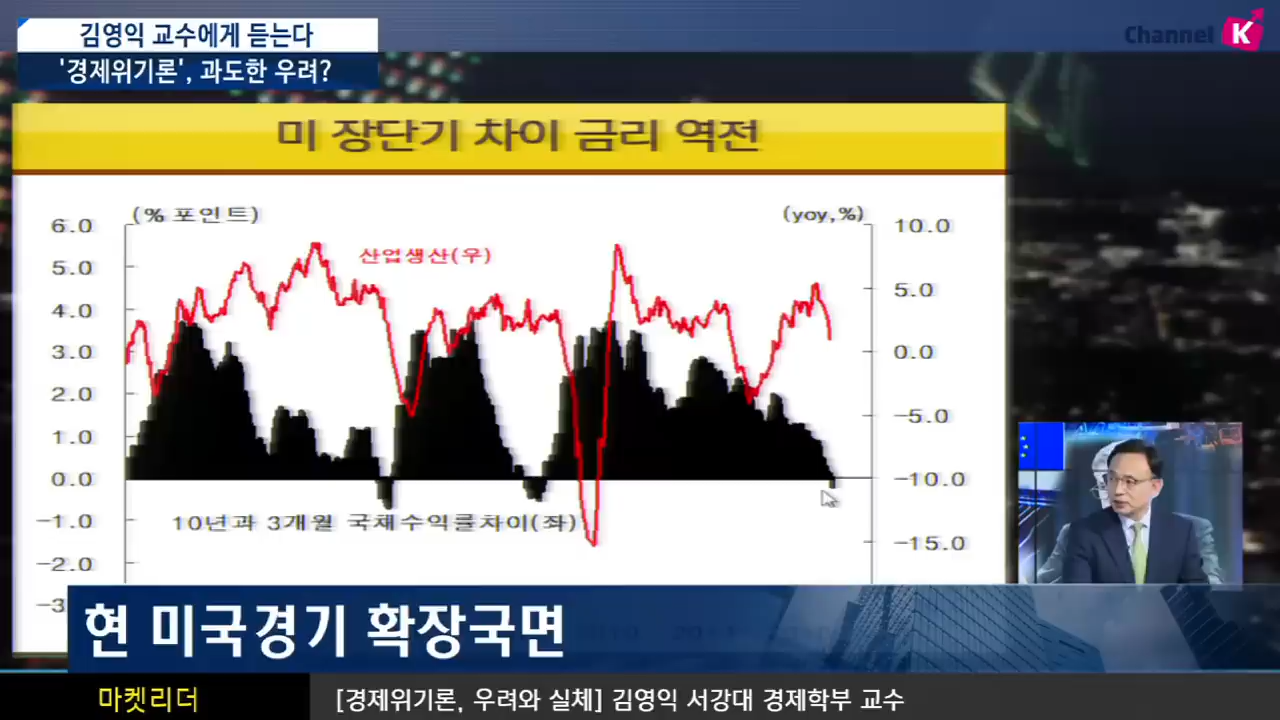 김영익 교수에게 듣는다
'경제위기론', 과도한 우려?
Channel K
미 장단기 차이 금리 역전
(%포인트)
(yoy,%)
산업생산(우)
6.0
5.0
4.0
3.0
2.0
1.0
0.0
-1.0
-2.0
10.0
5.0
0.0
-5.0
-10.0
-15.0
10년과 3개월 국채수익률차이(좌)
현 미국경기 확장국면
마켓리더
[경제위기론, 우려와 실체] 김영익 서강대 경제학부 교수